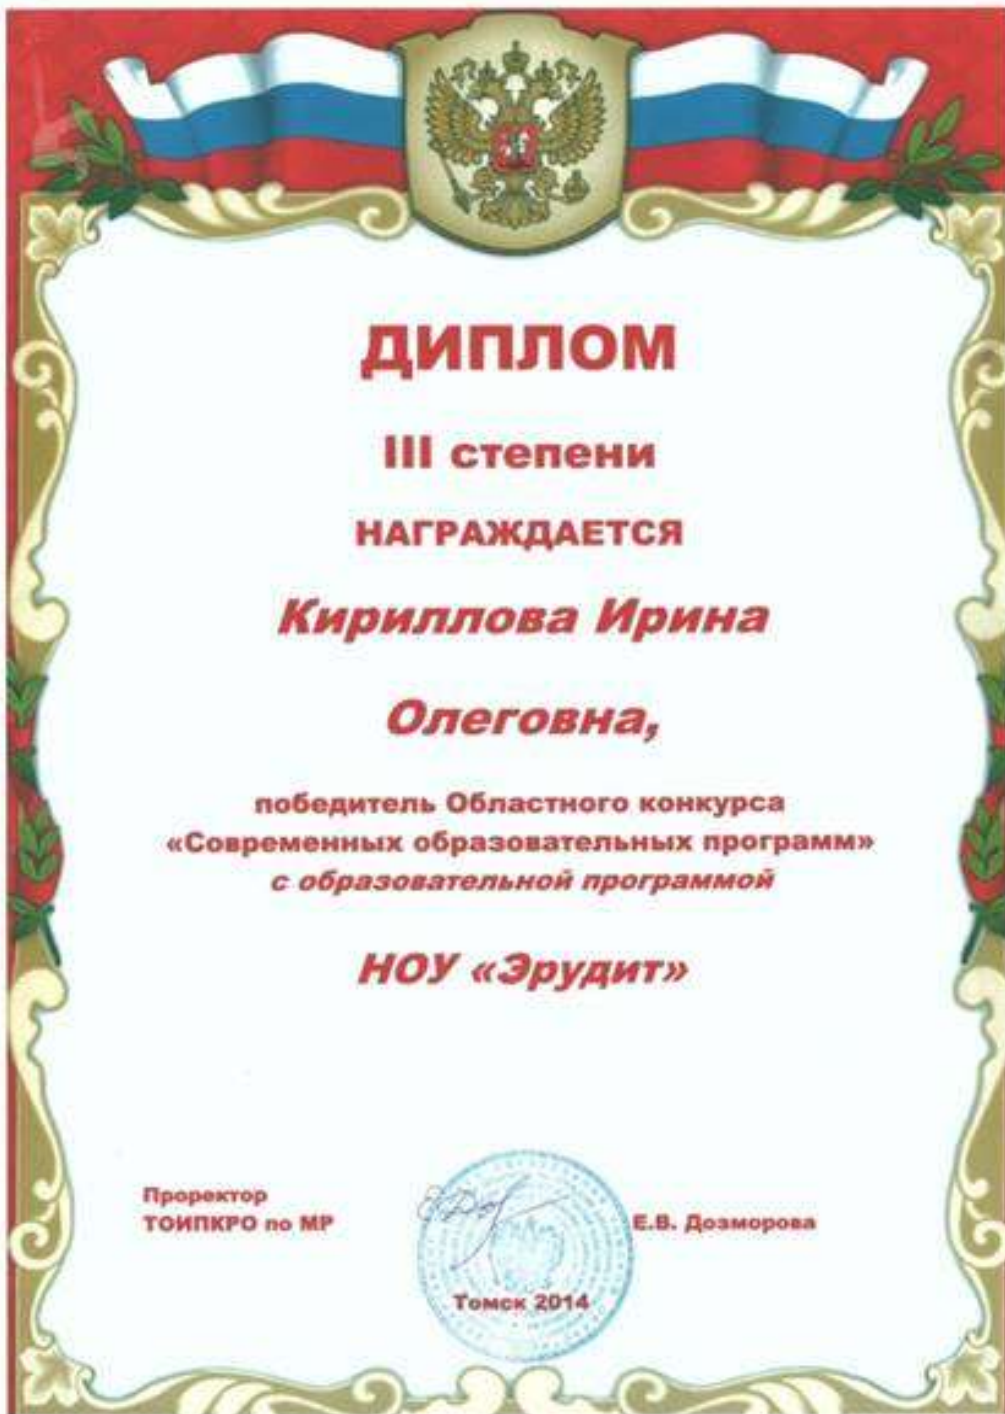 ДИПЛОМ
III степени
НАГРАЖДАЕТСЯ
Кириллова Ирина
Олеговна,
победитель Областного конкурса
«Современных образовательных программ»
с образовательной программой
НОУ «Эрудит»
Проректор
ТОИПКРО по МР
Е.В. Дозморова
Томск 2014